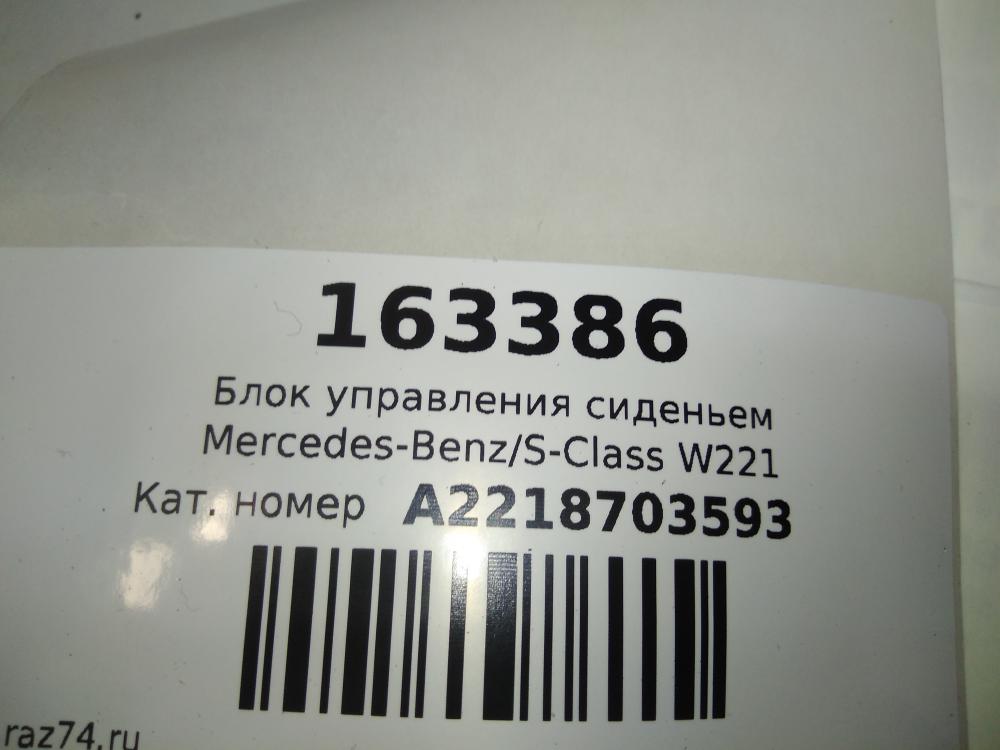 163386
Блок управления сиденьем
Mercedes-Benz/S-Class W221
Кат. номер A2218703593
raz74.ru